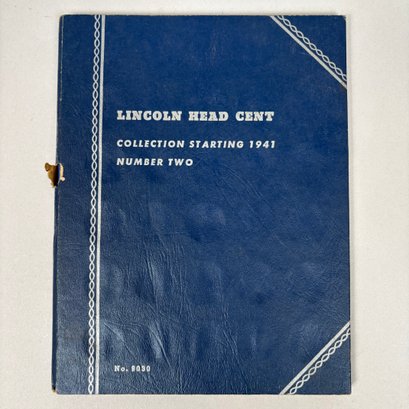 LINCOLN HEAD CENT
COLLECTION STARTING 1941
NUMBER TWO
No. 9030